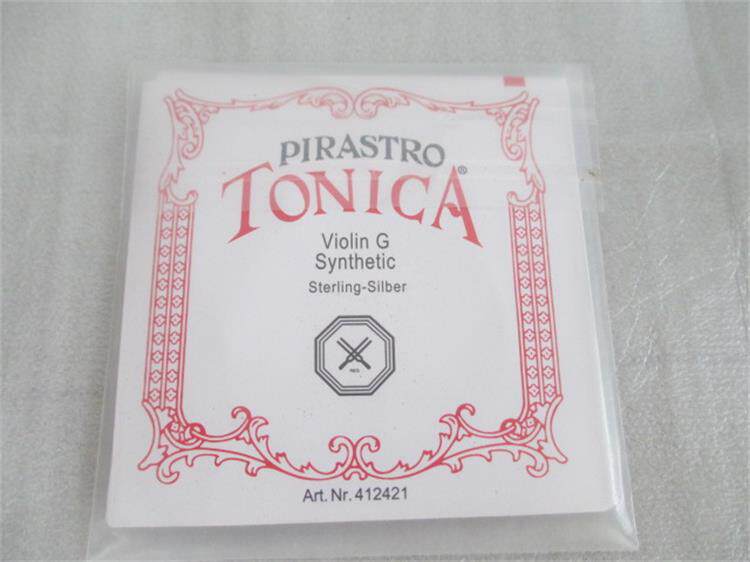 PIRASTRO
TONICA®
Violin G
Synthetic
Sterling-Silber
Art. Nr. 412421